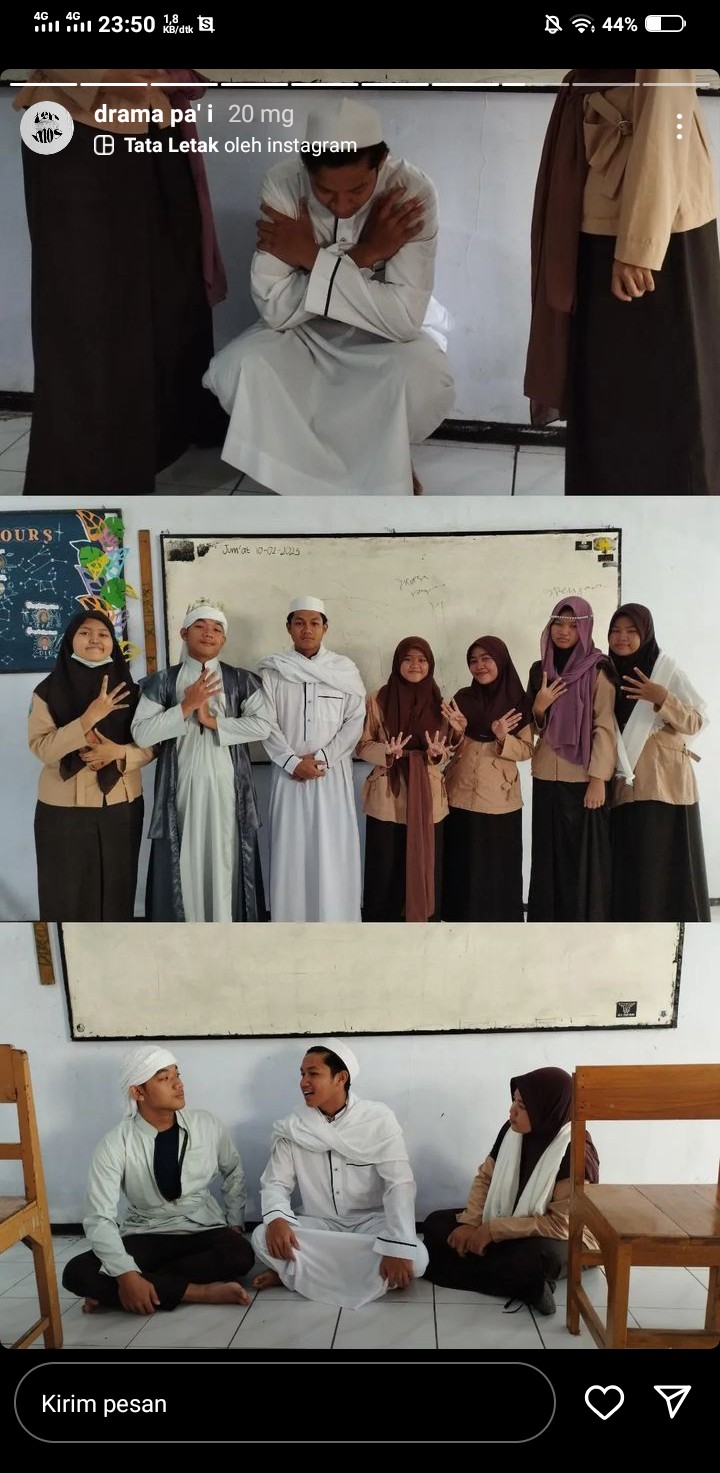 4G 4G 23:50 1,8 KB/dtk S 44%
drama pa' i 20 mg
Tata Letak oleh instagram
OURS
Jum'at 10-02-2023
Kirim pesan